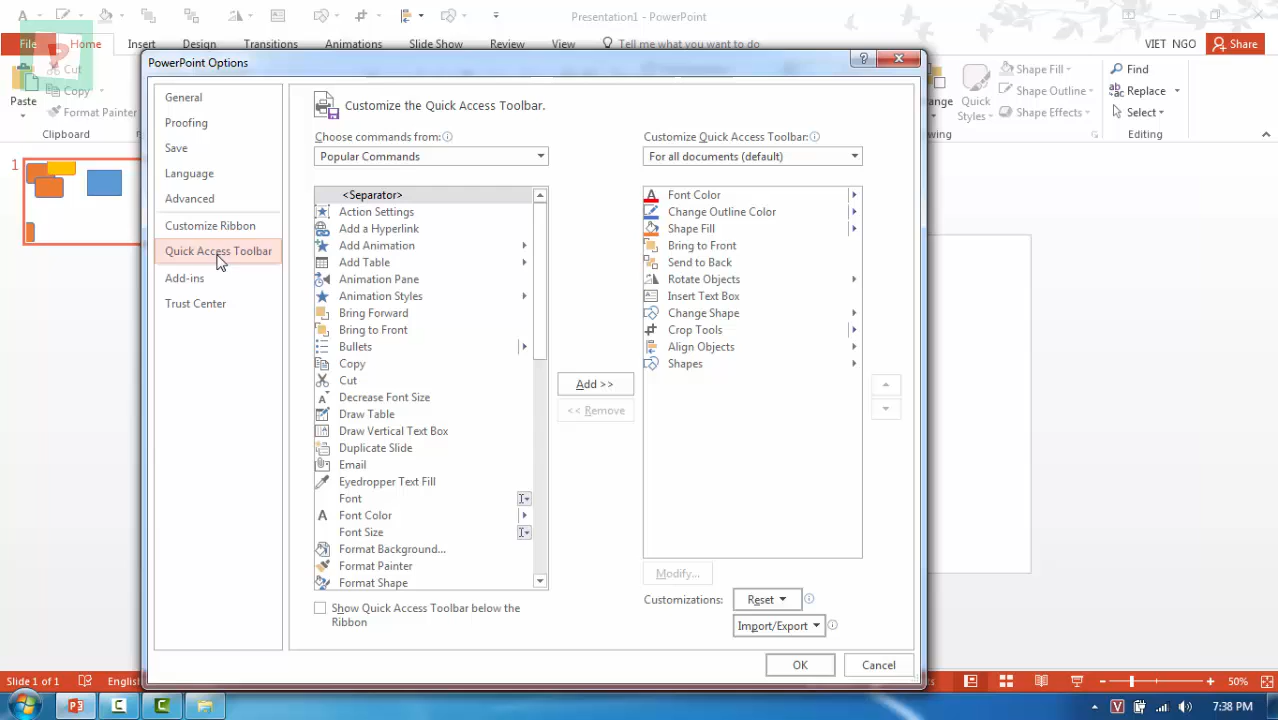 Presentation1 - PowerPoint
File
Home
Insert
Design
Transitions
Animations
Slide Show
Review
View
Tell me what you want to do
VIET NGO
Share
Paste
Cut
Copy
Format Painter
Clipboard
Quick
Styles
Shape Fill
Shape Outline
Shape Effects
Find
Replace
Select
Editing
PowerPoint Options
General
Proofing
Save
Language
Advanced
Customize Ribbon
Quick Access Toolbar
Add-ins
Trust Center
Customize the Quick Access Toolbar.
Choose commands from:
Popular Commands
<Separator>
Action Settings
Add a Hyperlink
Add Animation
Add Table
Animation Pane
Animation Styles
Bring Forward
Bring to Front
Bullets
Copy
Cut
Decrease Font Size
Draw Table
Draw Vertical Text Box
Duplicate Slide
Email
Eyedropper Text Fill
Font
Font Color
Font Size
Format Background...
Format Painter
Format Shape
Show Quick Access Toolbar below the
Ribbon
Add >>
<< Remove
Customize Quick Access Toolbar:
For all documents (default)
Font Color
Change Outline Color
Shape Fill
Bring to Front
Send to Back
Rotate Objects
Insert Text Box
Change Shape
Crop Tools
Align Objects
Shapes
Modify...
Customizations:
Reset
Import/Export
OK
Cancel
1
Slide 1 of 1
English
50%
7:38 PM